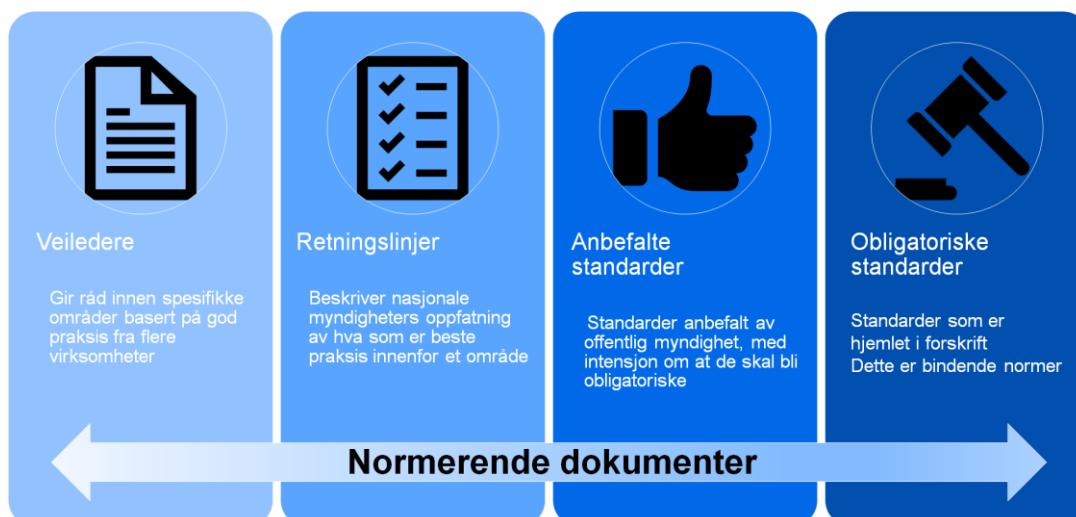 Veiledere
Gir råd innen spesifikke
områder basert på god
praksis fra flere
virksomheter
Retningslinjer
Beskriver nasjonale
myndigheters oppfatning
av hva som er beste
praksis innenfor et område
Anbefalte
standarder
Standarder anbefalt av
offentlig myndighet, med
intensjon om at de skal bli
obligatoriske
Obligatoriske
standarder
Standarder som er
hjemlet i forskrift
Dette er bindende normer
Normerende dokumenter